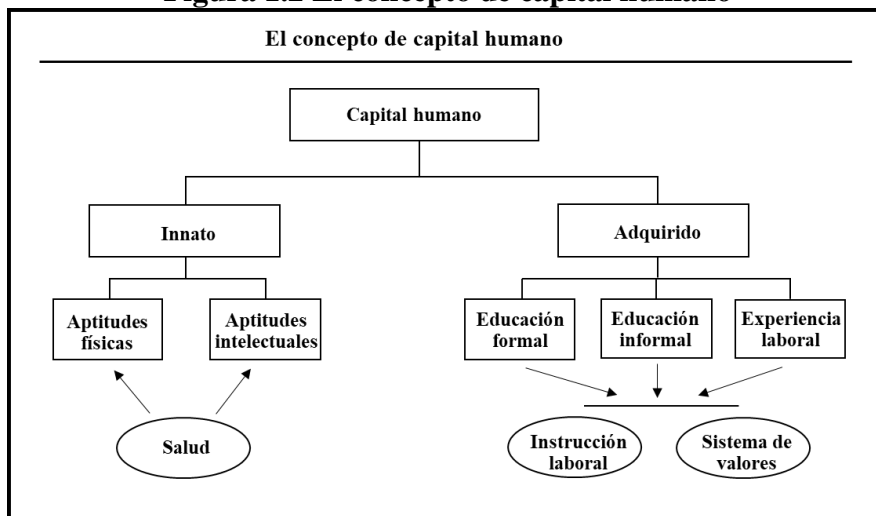 El concepto de capital humano
Capital humano
Innato
Adquirido
Aptitudes
físicas
Aptitudes
intelectuales
Educación
formal
Educación
informal
Experiencia
laboral
Salud
Instrucción
laboral
Sistema de
valores